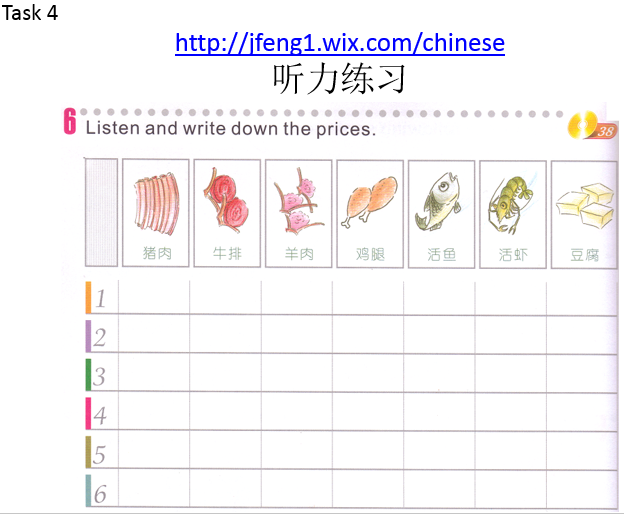 Task 4
http://jfeng1.wix.com/chinese
听力练习
6 Listen and write down the prices. 38
猪肉 牛排 羊肉 鸡腿 活鱼 活虾 豆腐
1
2
3
4
5
6